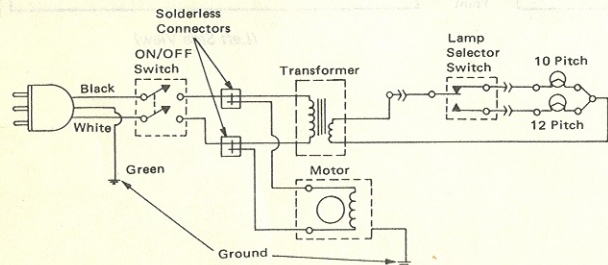 Solderless
Connectors
ON/OFF
Switch
Black
White
Green
Ground
Transformer
Motor
Lamp
Selector
Switch
10 Pitch
12 Pitch